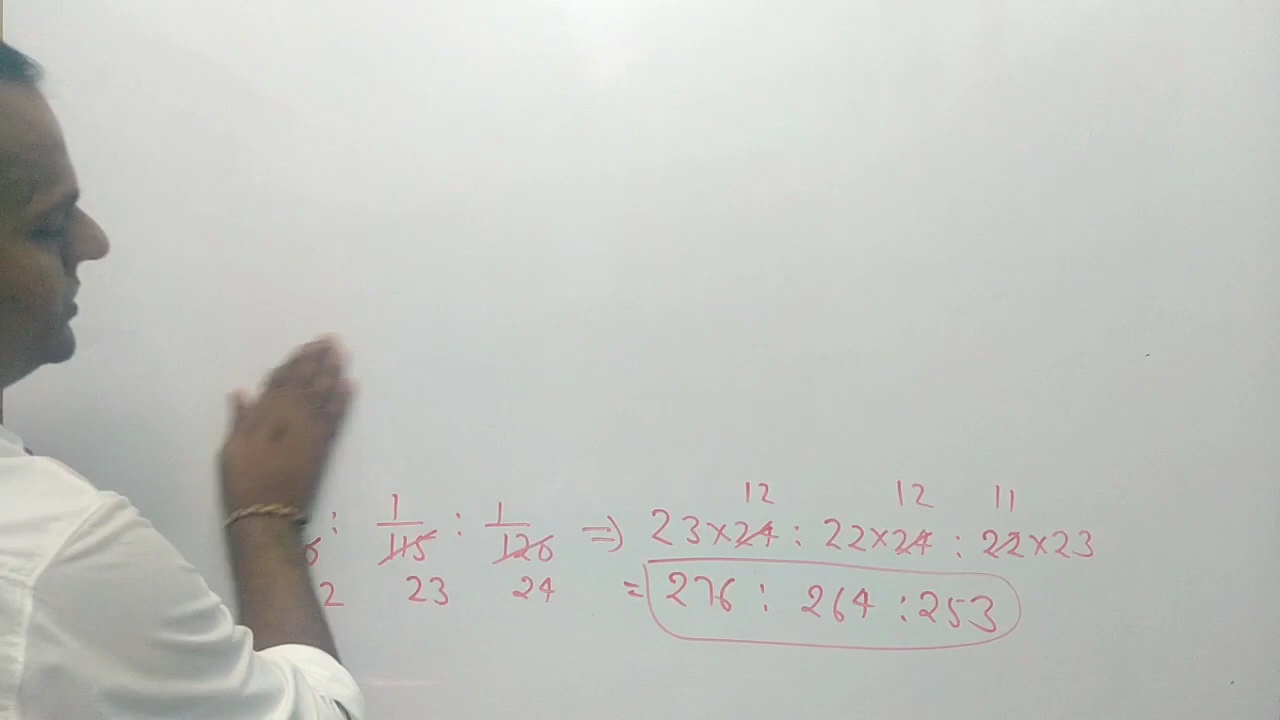 12 12 11
: 1/115 : 1/120 => 23×24 : 22×24 : 22×23
2 23 24 = 276 : 264 : 253